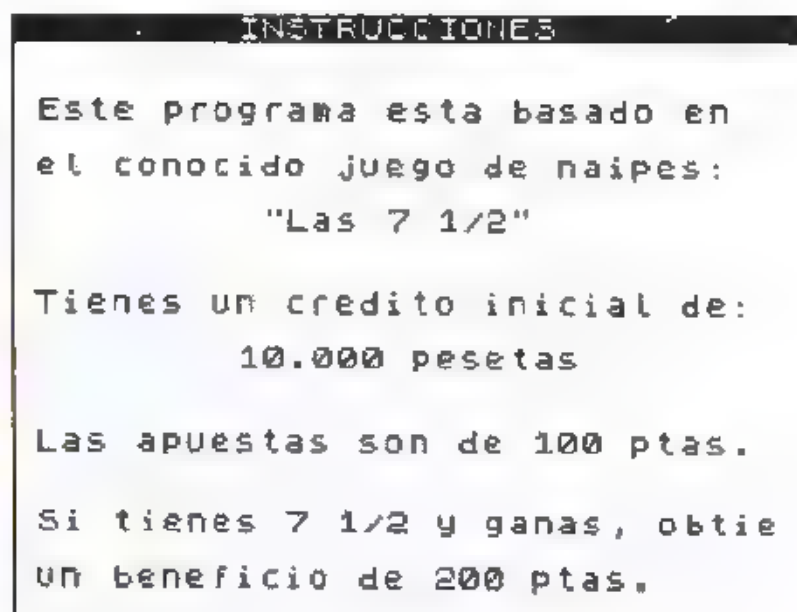 INSTRUCCIONES
Este programa esta basado en
el conocido juego de naipes:
"Las 7 1/2"
Tienes un credito inicial de:
10.000 pesetas
Las apuestas son de 100 ptas.
Si tienes 7 1/2 y ganas, obtie
un beneficio de 200 ptas.